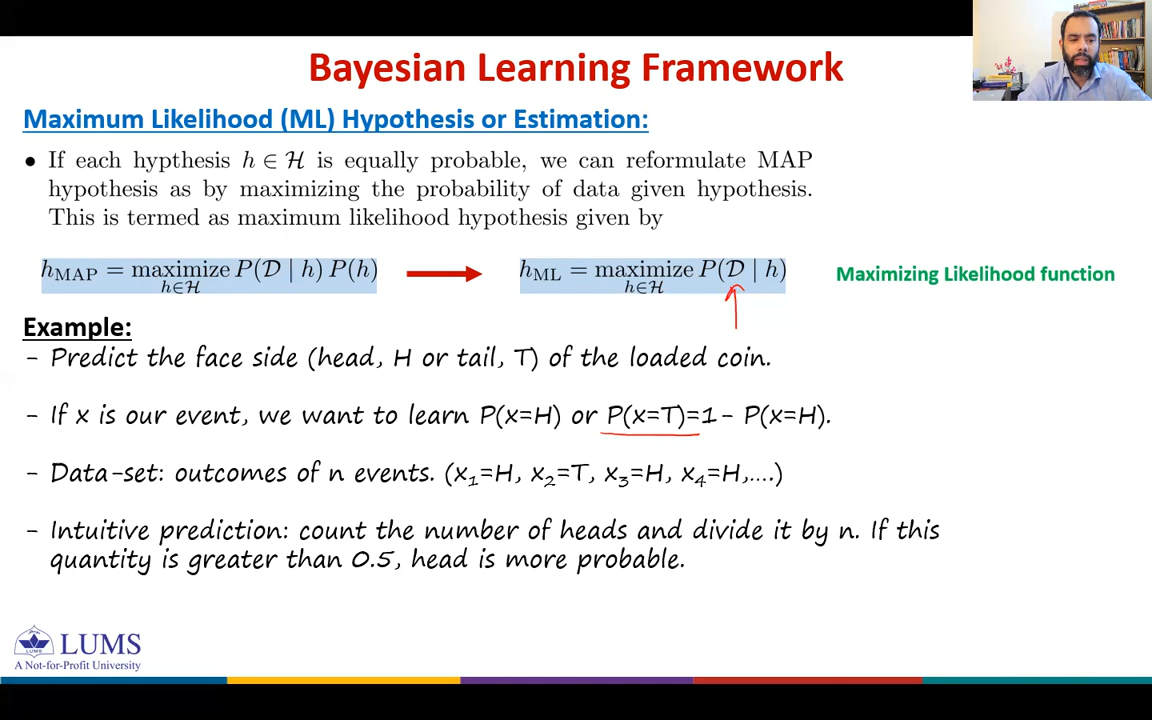 Bayesian Learning Framework
Maximum Likelihood (ML) Hypothesis or Estimation:
• If each hypthesis h ∈ ℋ is equally probable, we can reformulate MAP
hypothesis as by maximizing the probability of data given hypothesis.
This is termed as maximum likelihood hypothesis given by
h_MAP = maximize_{h∈ℋ} P(𝒟 | h) P(h)
h_ML = maximize_{h∈ℋ} P(𝒟 | h)
Maximizing Likelihood function
Example:
- Predict the face side (head, H or tail, T) of the loaded coin.
- If x is our event, we want to learn P(x=H) or P(x=T)=1- P(x=H).
- Data-set: outcomes of n events. (x₁=H, x₂=T, x₃=H, x₄=H,....)
- Intuitive prediction: count the number of heads and divide it by n. If this
quantity is greater than 0.5, head is more probable.
LUMS
A Not-for-Profit University